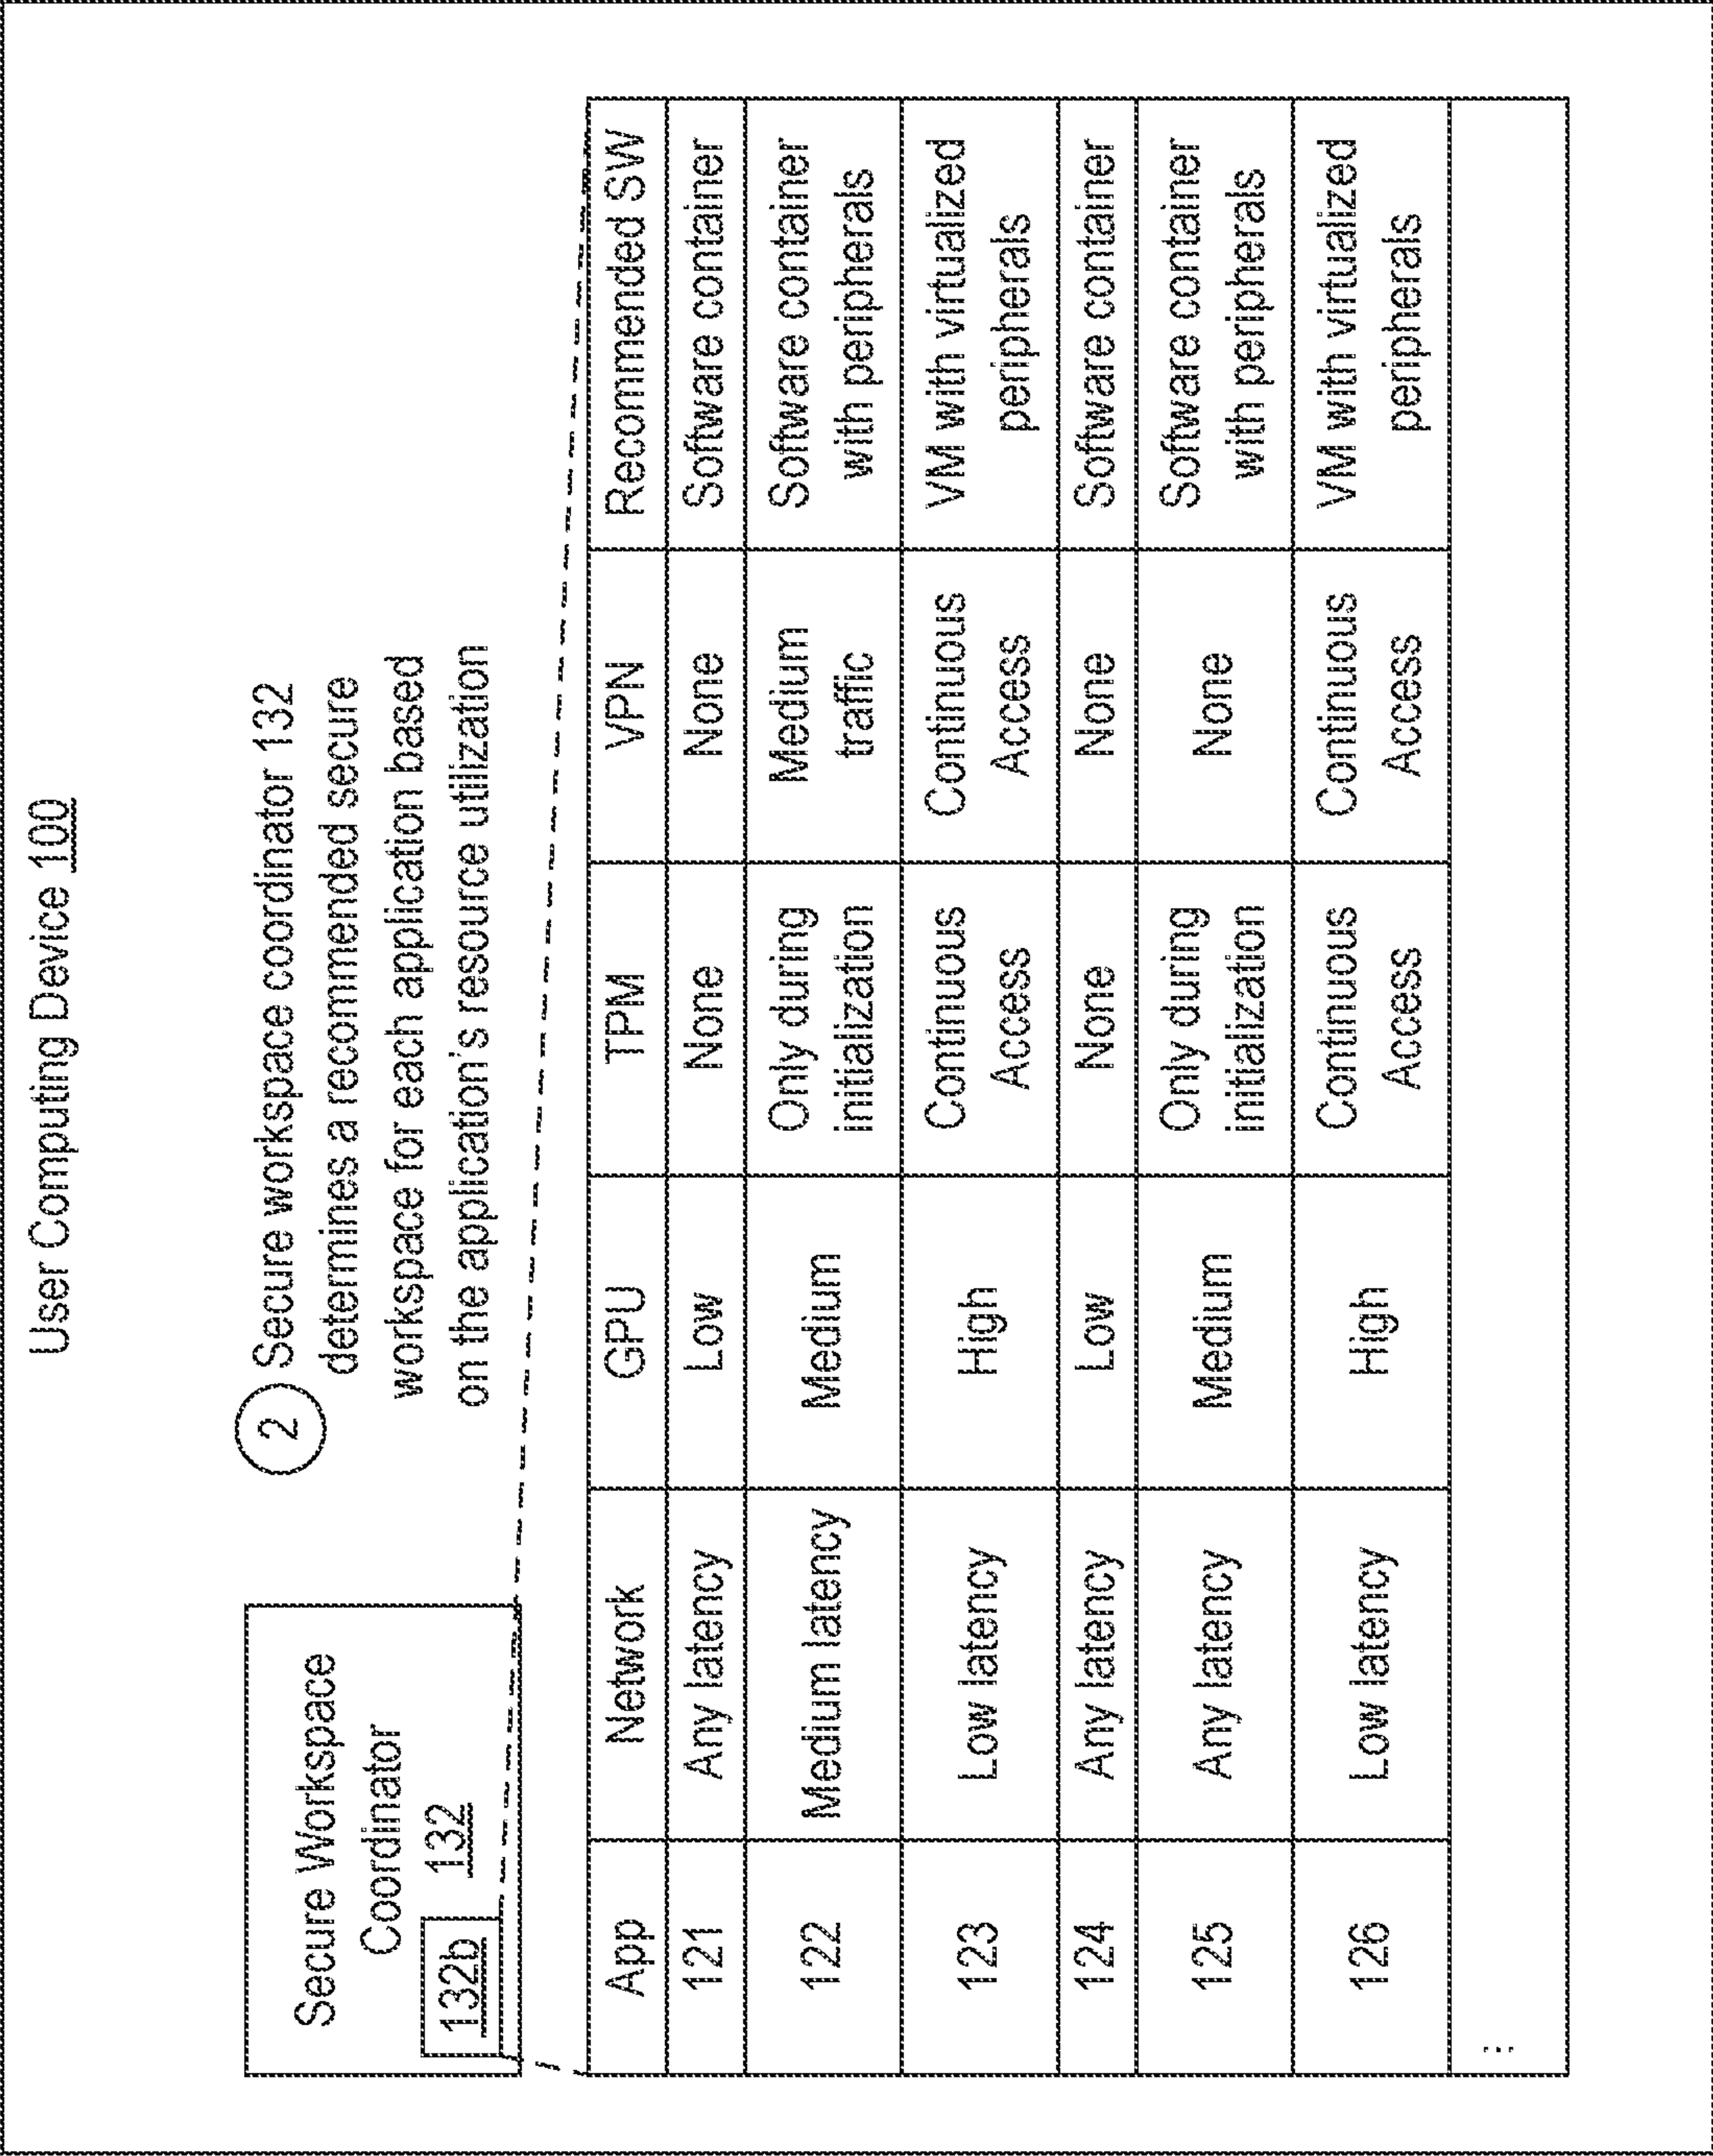 User Computing Device 100
2
Secure workspace coordinator 132
determines a recommended secure
workspace for each application based
on the application's resource utilization
Secure Workspace
Coordinator
132b 132
App Network GPU TPM VPN Recommended SW
121 Any latency Low None None Software container
122 Medium latency Medium Only during Medium Software container
initialization traffic with peripherals
123 Low latency High Continuous Continuous VM with virtualized
Access Access peripherals
124 Any latency Low None None Software container
125 Any latency Medium Only during None Software container
initialization with peripherals
126 Low latency High Continuous Continuous VM with virtualized
Access Access peripherals
...